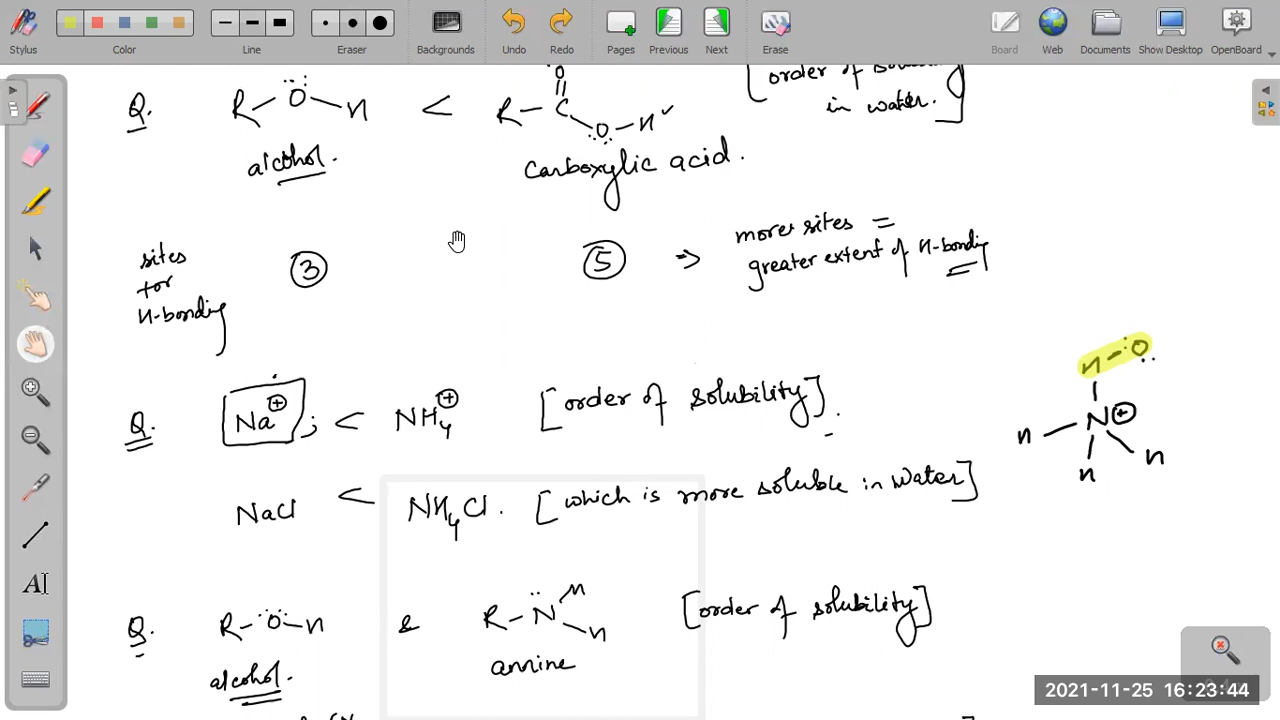 Stylus Color Line Eraser Backgrounds Undo Redo Pages Previous Next Erase Board Web Documents Show Desktop OpenBoard
[order of
in water.]
Q. R-O-H < R-C-O-H
O
alcohol. Carboxylic acid.
sites for H-bonding
3 5 => more sites =
greater extent of H-bonding
H-O
Q. Na+ ; < NH4+ [order of solubility].
N+
H H H
NaCl < NH4Cl. [which is more soluble in water]
Q. R-O-H & R-N-H [order of solubility]
H
alcohol. amine
2021-11-25 16:23:44